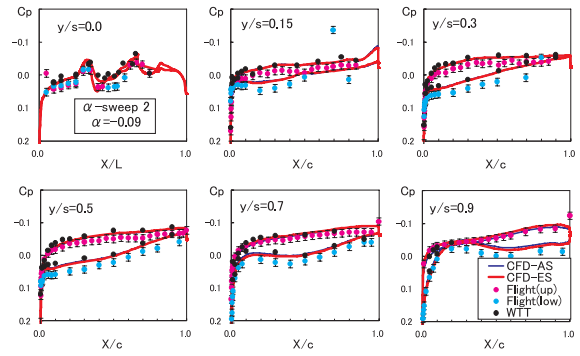 Cp y/s=0.0
-0.1
0.0
0.1
0.2
α-sweep 2
α=-0.09
0.0 1.0
X/L
Cp y/s=0.15
-0.1
0.0
0.1
0.2
0.0 1.0
X/c
Cp y/s=0.3
-0.1
0.0
0.1
0.2
0.0 1.0
X/c
Cp
y/s=0.5
-0.1
0.0
0.1
0.2
0.0 1.0
X/c
Cp
y/s=0.7
-0.1
0.0
0.1
0.2
0.0 1.0
X/c
Cp
y/s=0.9
-0.1
0.0
0.1
0.2
CFD-AS
CFD-ES
Flight(up)
Flight(low)
WTT
0.0 1.0
X/c